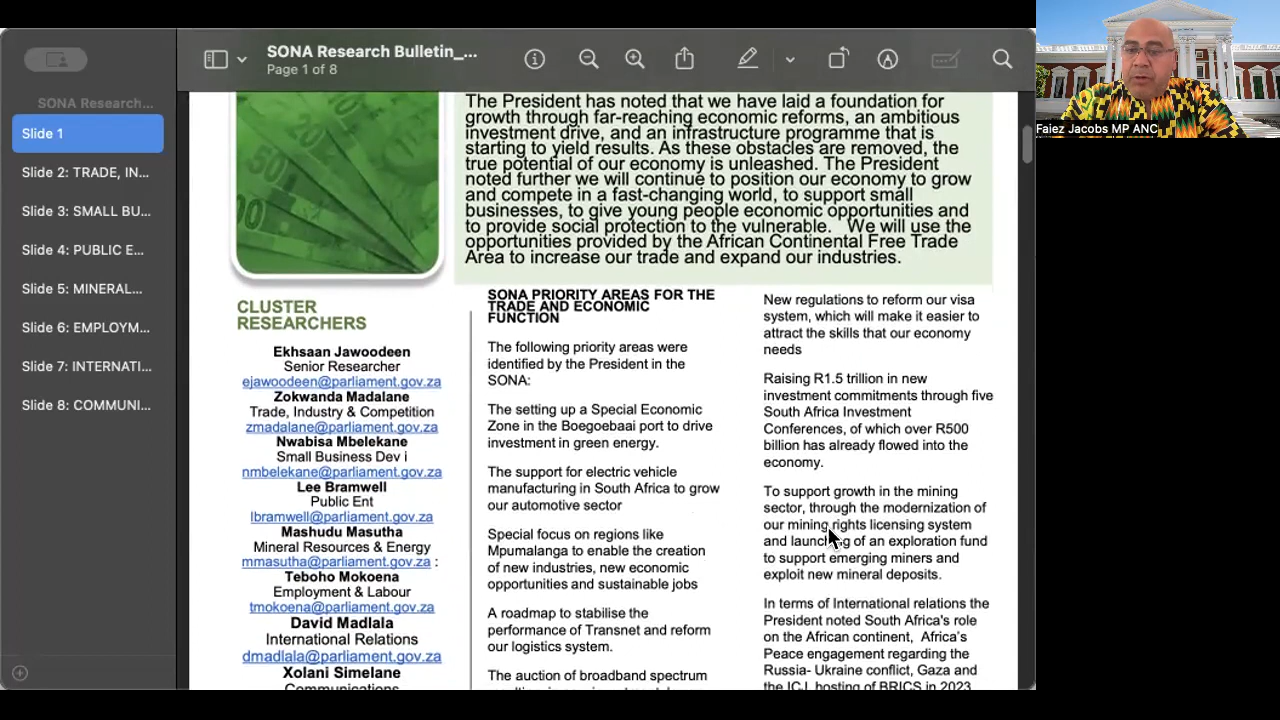 SONA Research Bulletin_...
Page 1 of 8
SONA Research...
Slide 1
Slide 2: TRADE, IN...
Slide 3: SMALL BU...
Slide 4: PUBLIC E...
Slide 5: MINERAL...
Slide 6: EMPLOYM...
Slide 7: INTERNATI...
Slide 8: COMMUNI...
Faiez Jacobs MP ANC
The President has noted that we have laid a foundation for
growth through far-reaching economic reforms, an ambitious
investment drive, and an infrastructure programme that is
starting to yield results. As these obstacles are removed, the
true potential of our economy is unleashed. The President
noted further we will continue to position our economy to grow
and compete in a fast-changing world, to support small
businesses, to give young people economic opportunities and
to provide social protection to the vulnerable. We will use the
opportunities provided by the African Continental Free Trade
Area to increase our trade and expand our industries.
CLUSTER
RESEARCHERS
Ekhsaan Jawoodeen
Senior Researcher
ejawoodeen@parliament.gov.za
Zokwanda Madalane
Trade, Industry & Competition
zmadalane@parliament.gov.za
Nwabisa Mbelekane
Small Business Dev i
nmbelekane@parliament.gov.za
Lee Bramwell
Public Ent
lbramwell@parliament.gov.za
Mashudu Masutha
Mineral Resources & Energy
mmasutha@parliament.gov.za :
Teboho Mokoena
Employment & Labour
tmokoena@parliament.gov.za
David Madlala
International Relations
dmadlala@parliament.gov.za
Xolani Simelane
Communications
SONA PRIORITY AREAS FOR THE
TRADE AND ECONOMIC
FUNCTION
The following priority areas were
identified by the President in the
SONA:
The setting up a Special Economic
Zone in the Boegoebaai port to drive
investment in green energy.
The support for electric vehicle
manufacturing in South Africa to grow
our automotive sector
Special focus on regions like
Mpumalanga to enable the creation
of new industries, new economic
opportunities and sustainable jobs
A roadmap to stabilise the
performance of Transnet and reform
our logistics system.
The auction of broadband spectrum
New regulations to reform our visa
system, which will make it easier to
attract the skills that our economy
needs
Raising R1.5 trillion in new
investment commitments through five
South Africa Investment
Conferences, of which over R500
billion has already flowed into the
economy.
To support growth in the mining
sector, through the modernization of
our mining rights licensing system
and launching of an exploration fund
to support emerging miners and
exploit new mineral deposits.
In terms of International relations the
President noted South Africa's role
on the African continent, Africa's
Peace engagement regarding the
Russia- Ukraine conflict, Gaza and
the ICJ, hosting of BRICS in 2023